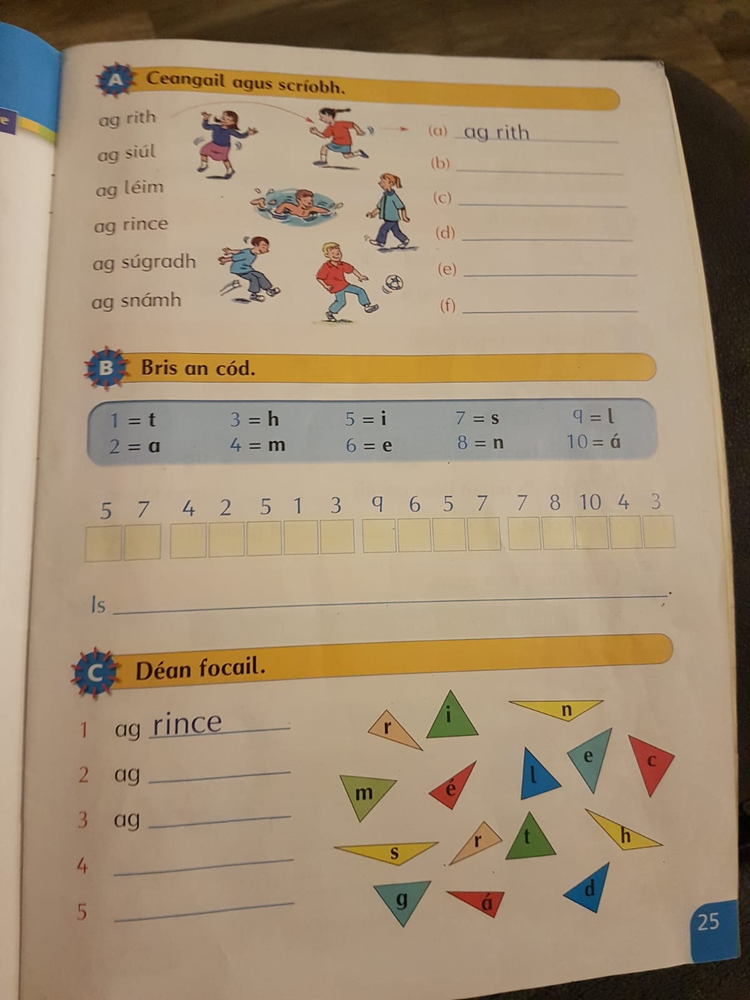 e
A Ceangail agus scríobh.
ag rith
ag siúl
ag léim
ag rince
ag súgradh
ag snámh
(a) ag rith
(b)
(c)
(d)
(e)
(f)
B Bris an cód.
1 = t 3 = h 5 = i 7 = s 9 = l
2 = a 4 = m 6 = e 8 = n 10 = á
5 7 4 2 5 1 3 9 6 5 7 7 8 10 4 3
Is .
C Déan focail.
1 ag rince
2 ag
3 ag
4
5
r i n
e c
m é l
s r t h
g á d
25